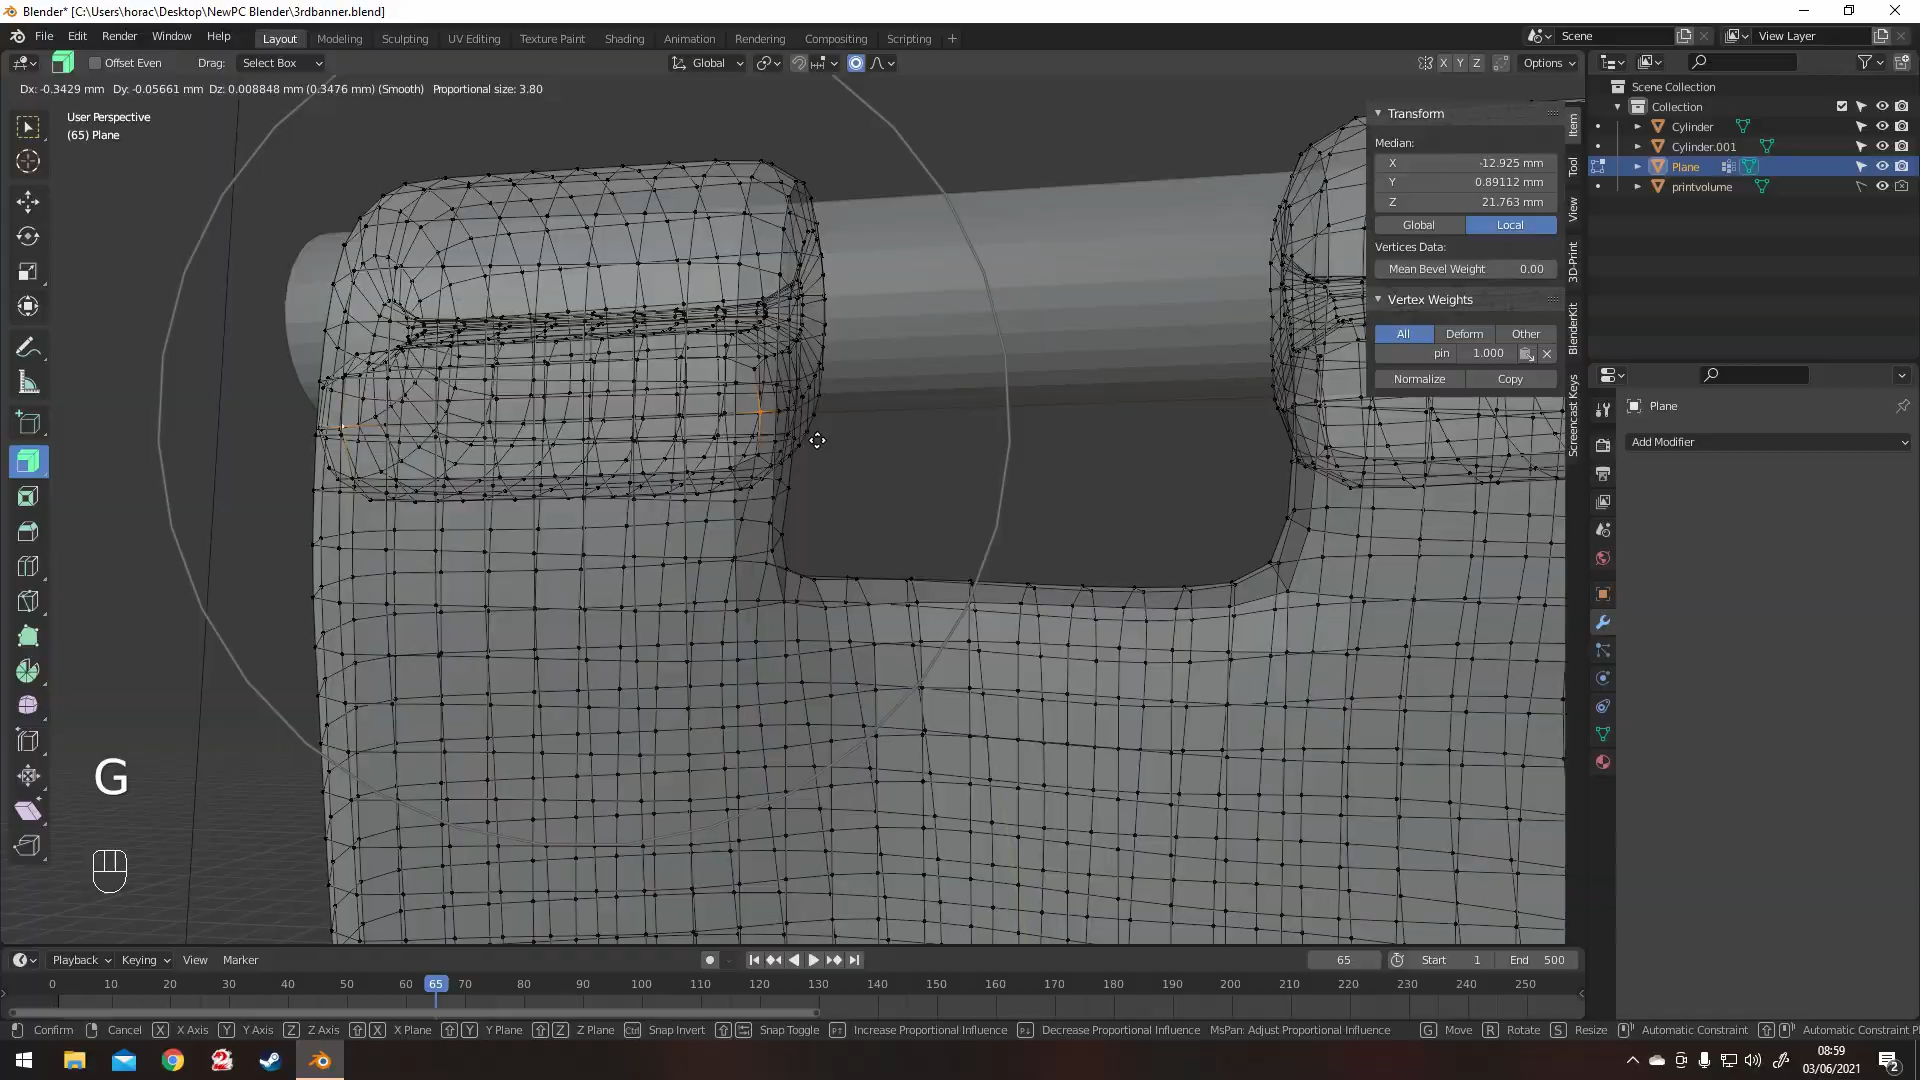 Blender* [C:\Users\horac\Desktop\NewPC Blender\3rdbanner.blend]
File Edit Render Window Help Layout Modeling Sculpting UV Editing Texture Paint Shading Animation Rendering Compositing Scripting + Scene View Layer
Offset Even Drag: Select Box Global X Y Z Options
Dx: -0.3429 mm Dy: -0.05661 mm Dz: 0.008848 mm (0.3476 mm) (Smooth) Proportional size: 3.80
User Perspective
(65) Plane
Transform
Median:
X -12.925 mm
Y 0.89112 mm
Z 21.763 mm
Global Local
Vertices Data:
Mean Bevel Weight 0.00
Vertex Weights
All Deform Other
pin 1.000
Normalize Copy
Item
Tool
View
3D-Print
BlenderKit
Screencast Keys
Scene Collection
Collection
Cylinder
Cylinder.001
Plane
printvolume
Plane
Add Modifier
G
Playback Keying View Marker 65 Start 1 End 500
0 10 20 30 40 50 60 65 70 80 90 100 110 120 130 140 150 160 170 180 190 200 210 220 230 240 250
Confirm Cancel X X Axis Y Y Axis Z Z Axis X X Plane Y Y Plane Z Z Plane Ctrl Snap Invert Snap Toggle Increase Proportional Influence Decrease Proportional Influence MsPan: Adjust Proportional Influence G Move R Rotate S Resize Automatic Constraint Automatic Constraint P
08:59
03/06/2021
2